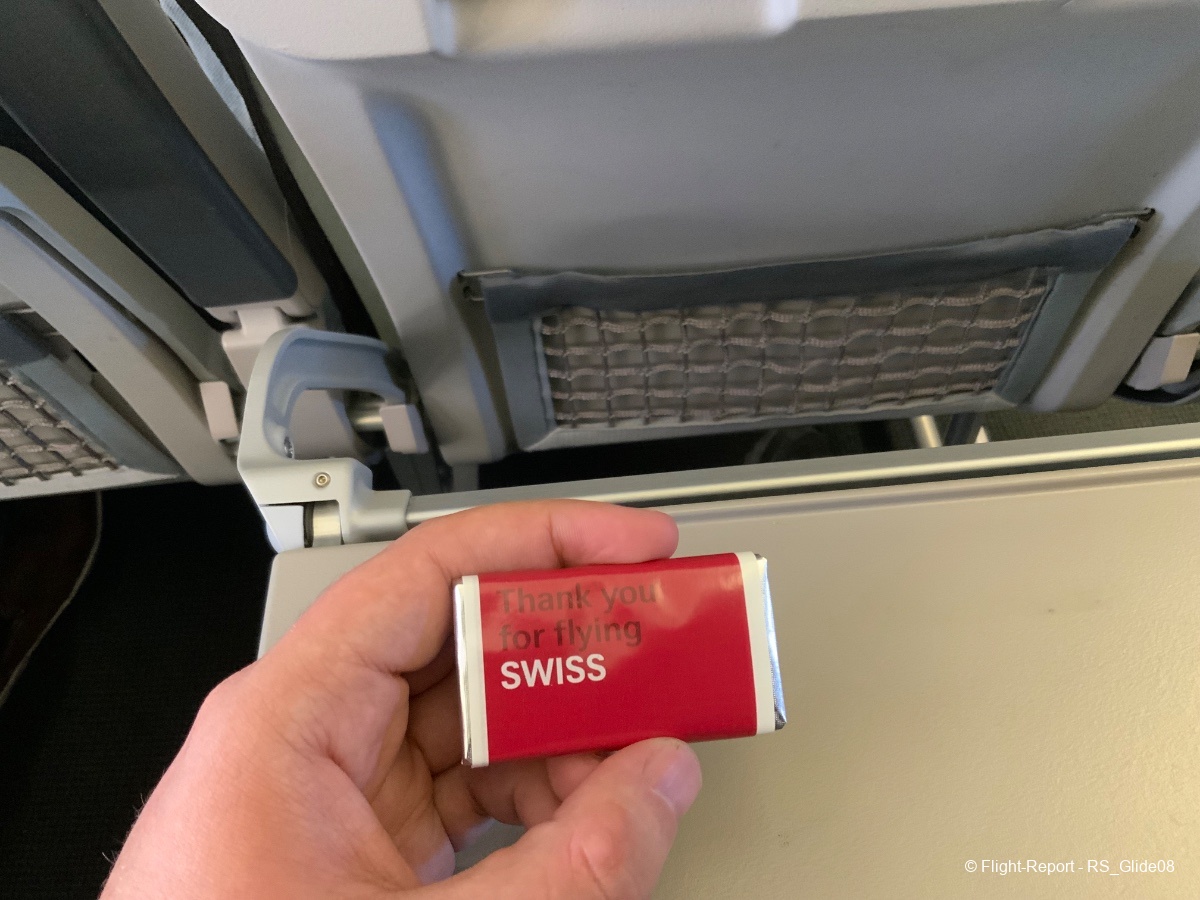 Thank you
for flying
SWISS
© Flight-Report - RS_Glide08